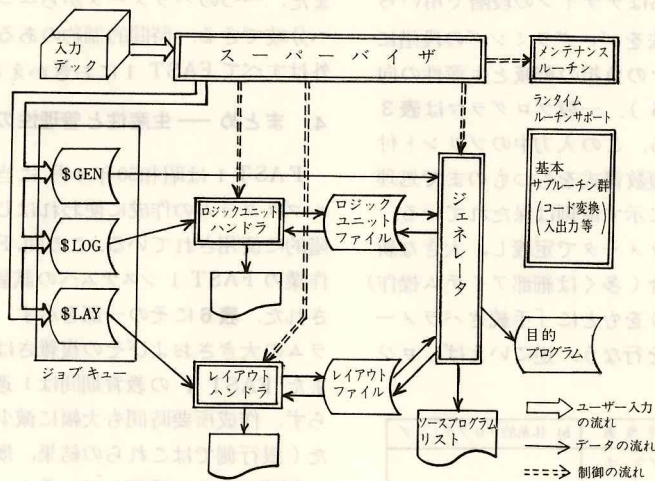 入力
デック
スーパーバイザ
メンテナンス
ルーチン
ランタイム
ルーチンサポート
基本
サブルーチン群
(コード変換
入出力等)
$GEN
$LOG
$LAY
ジョブキュー
ロジックユニット
ハンドラ
ロジック
ユニット
ファイル
ジェネレータ
レイアウト
ハンドラ
レイアウト
ファイル
目的
プログラム
ソースプログラム
リスト
ユーザー入力
の流れ
データの流れ
制御の流れ